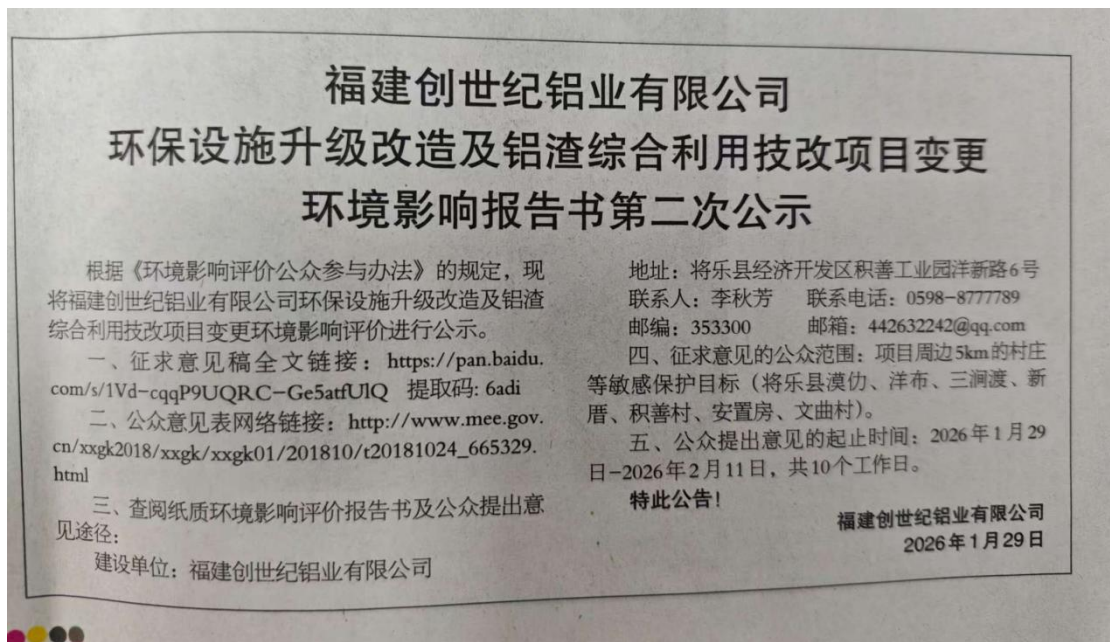 福建创世纪铝业有限公司
环保设施升级改造及铝渣综合利用技改项目变更
环境影响报告书第二次公示
根据《环境影响评价公众参与办法》的规定，现
将福建创世纪铝业有限公司环保设施升级改造及铝渣
综合利用技改项目变更环境影响评价进行公示。
一、征求意见稿全文链接：https://pan.baidu.
com/s/1Vd-cqqP9UQRC-Ge5atfUlQ 提取码: 6adi
二、公众意见表网络链接：http://www.mee.gov.
cn/xxgk2018/xxgk/xxgk01/201810/t20181024_665329.
html
三、查阅纸质环境影响评价报告书及公众提出意
见途径：
建设单位：福建创世纪铝业有限公司
地址：将乐县经济开发区积善工业园洋新路6号
联系人：李秋芳 联系电话：0598-8777789
邮编：353300 邮箱：442632242@qq.com
四、征求意见的公众范围：项目周边5km的村庄
等敏感保护目标（将乐县漠仂、洋布、三涧渡、新
厝、积善村、安置房、文曲村）。
五、公众提出意见的起止时间：2026年1月29
日-2026年2月11日，共10个工作日。
特此公告！
福建创世纪铝业有限公司
2026年1月29日